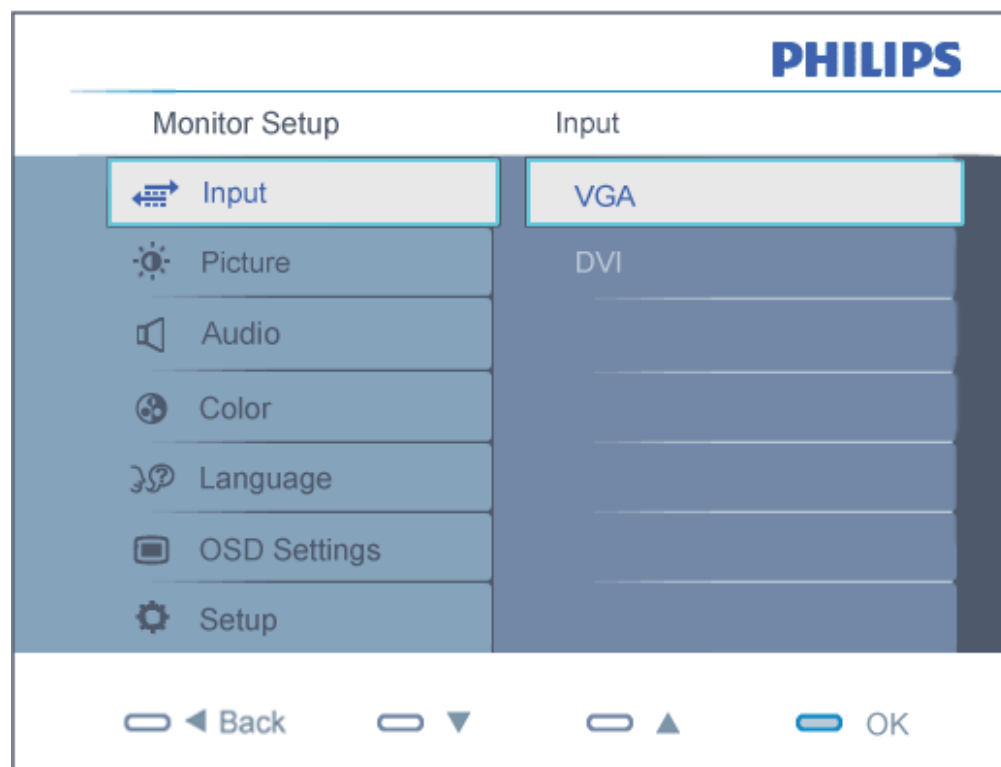 PHILIPS
Monitor Setup Input
Input VGA
Picture DVI
Audio
Color
Language
OSD Settings
Setup
Back OK